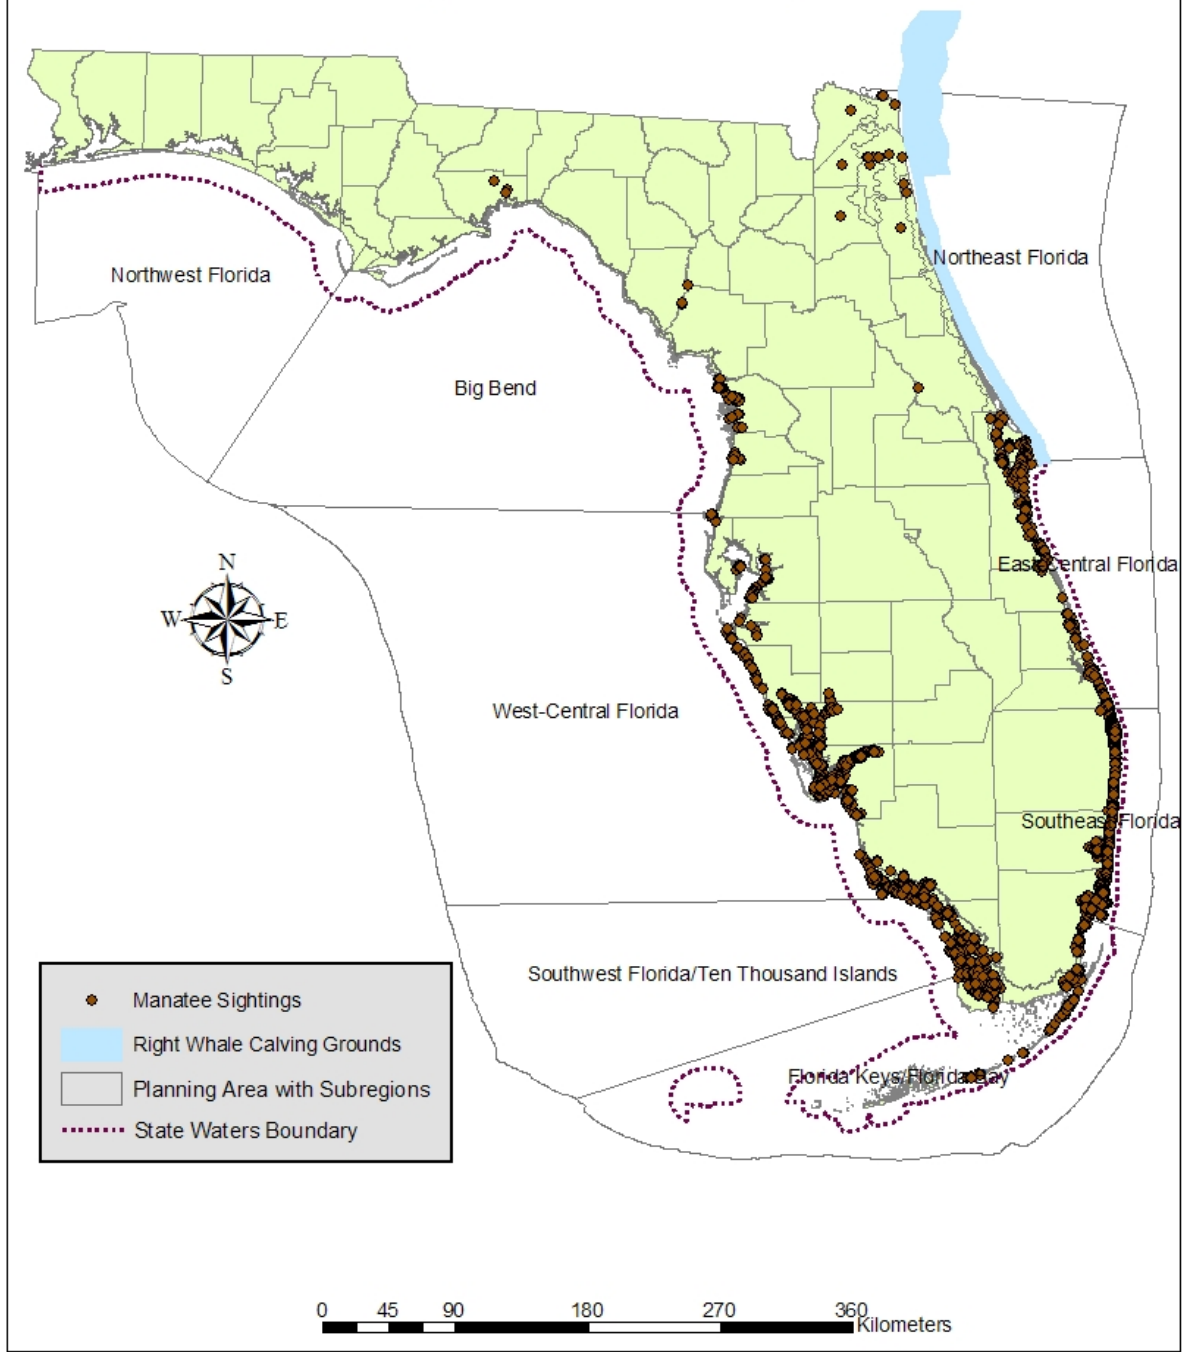 Northeast Florida
Northwest Florida
Big Bend
N
W
E
S
East-Central Florida
West-Central Florida
Southeast Florida
Southwest Florida/Ten Thousand Islands
Florida Keys/Florida Bay
Manatee Sightings
Right Whale Calving Grounds
Planning Area with Subregions
State Waters Boundary
0 45 90 180 270 360
Kilometers